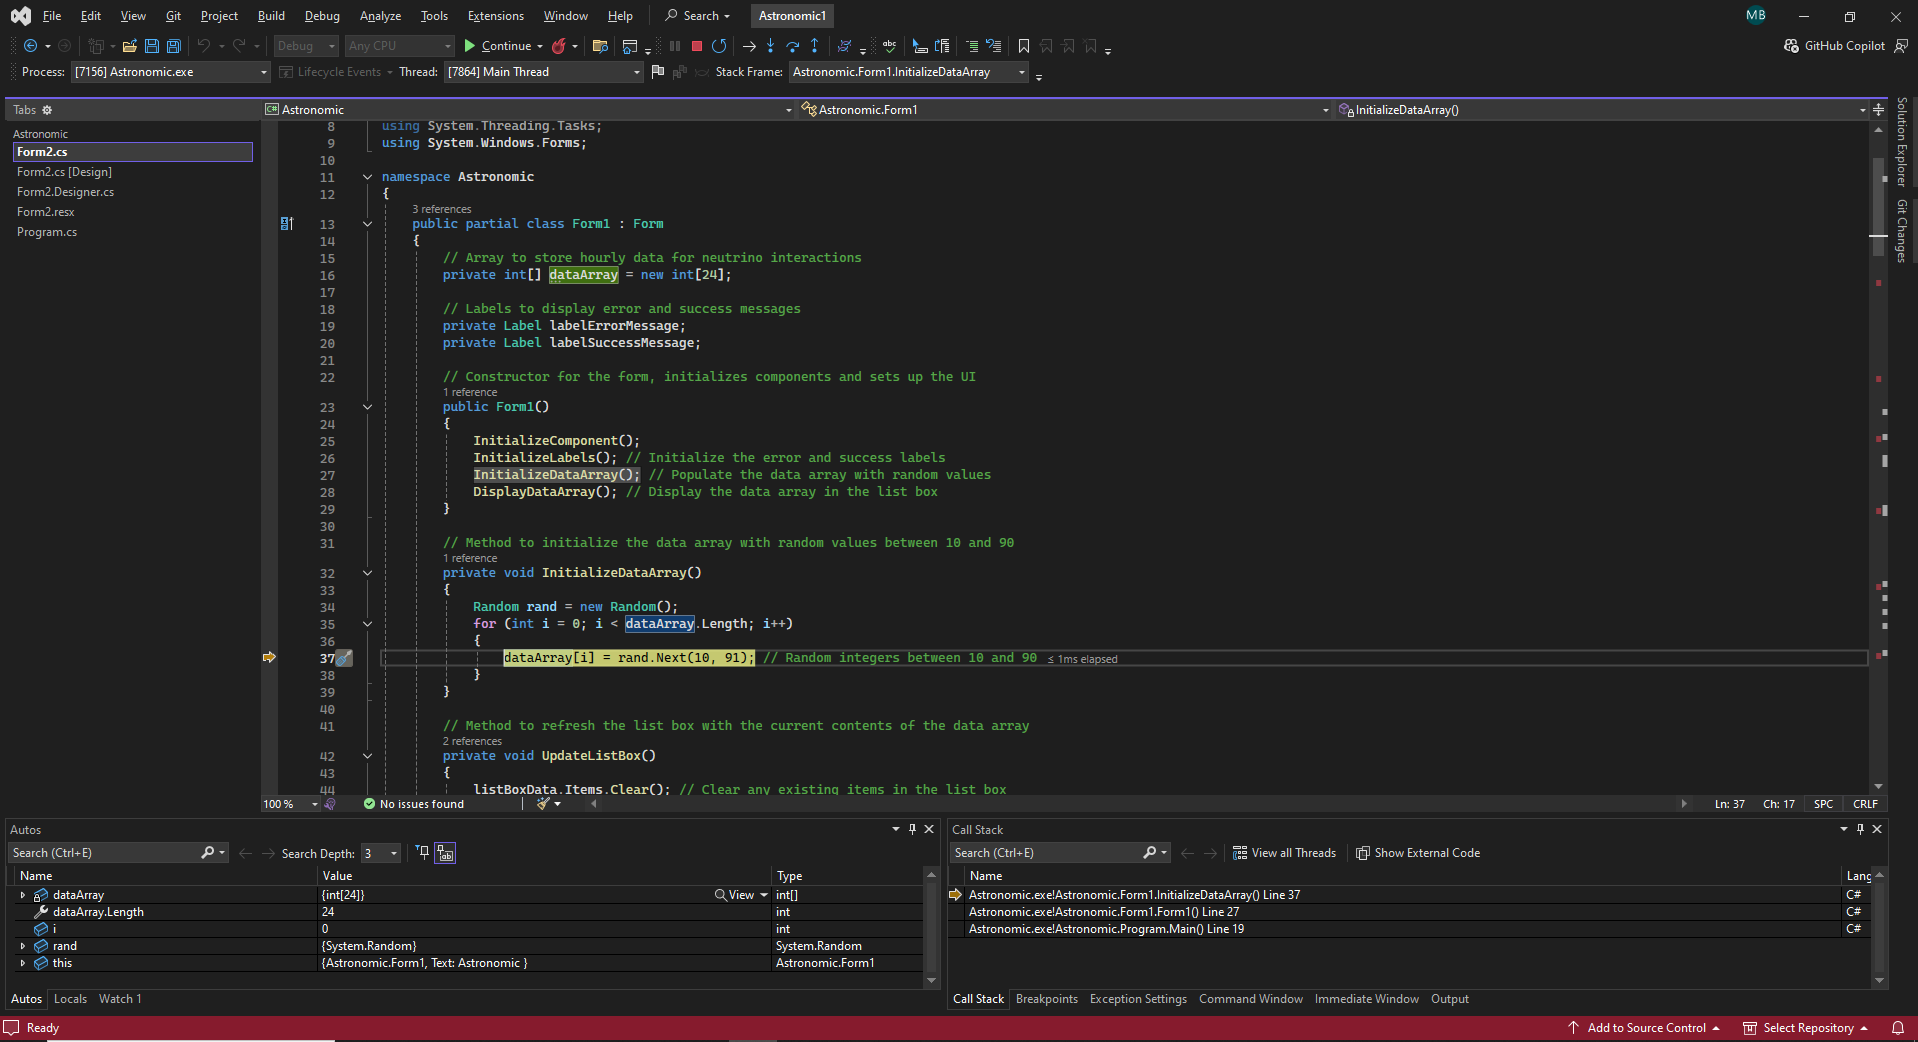 File Edit View Git Project Build Debug Analyze Tools Extensions Window Help Search Astronomic1 MB
Debug Any CPU Continue abc GitHub Copilot
Process: [7156] Astronomic.exe Lifecycle Events Thread: [7864] Main Thread Stack Frame: Astronomic.Form1.InitializeDataArray
Tabs
Astronomic
Form2.cs
Form2.cs [Design]
Form2.Designer.cs
Form2.resx
Program.cs
C# Astronomic Astronomic.Form1 InitializeDataArray()
8 using System.Threading.Tasks;
9 using System.Windows.Forms;
10
11 namespace Astronomic
12 {
3 references
13 public partial class Form1 : Form
14 {
15 // Array to store hourly data for neutrino interactions
16 private int[] dataArray = new int[24];
17
18 // Labels to display error and success messages
19 private Label labelErrorMessage;
20 private Label labelSuccessMessage;
21
22 // Constructor for the form, initializes components and sets up the UI
1 reference
23 public Form1()
24 {
25 InitializeComponent();
26 InitializeLabels(); // Initialize the error and success labels
27 InitializeDataArray(); // Populate the data array with random values
28 DisplayDataArray(); // Display the data array in the list box
29 }
30
31 // Method to initialize the data array with random values between 10 and 90
1 reference
32 private void InitializeDataArray()
33 {
34 Random rand = new Random();
35 for (int i = 0; i < dataArray.Length; i++)
36 {
37 dataArray[i] = rand.Next(10, 91); // Random integers between 10 and 90 ≤ 1ms elapsed
38 }
39 }
40
41 // Method to refresh the list box with the current contents of the data array
2 references
42 private void UpdateListBox()
43 {
44 listBoxData.Items.Clear(); // Clear any existing items in the list box
100 % No issues found Ln: 37 Ch: 17 SPC CRLF
Solution Explorer
Git Changes
Autos
Search (Ctrl+E) Search Depth: 3
Name Value Type
dataArray {int[24]} View int[]
dataArray.Length 24 int
i 0 int
rand {System.Random} System.Random
this {Astronomic.Form1, Text: Astronomic } Astronomic.Form1
Autos Locals Watch 1
Call Stack
Search (Ctrl+E) View all Threads Show External Code
Name Lang
Astronomic.exe!Astronomic.Form1.InitializeDataArray() Line 37 C#
Astronomic.exe!Astronomic.Form1.Form1() Line 27 C#
Astronomic.exe!Astronomic.Program.Main() Line 19 C#
Call Stack Breakpoints Exception Settings Command Window Immediate Window Output
Ready Add to Source Control Select Repository